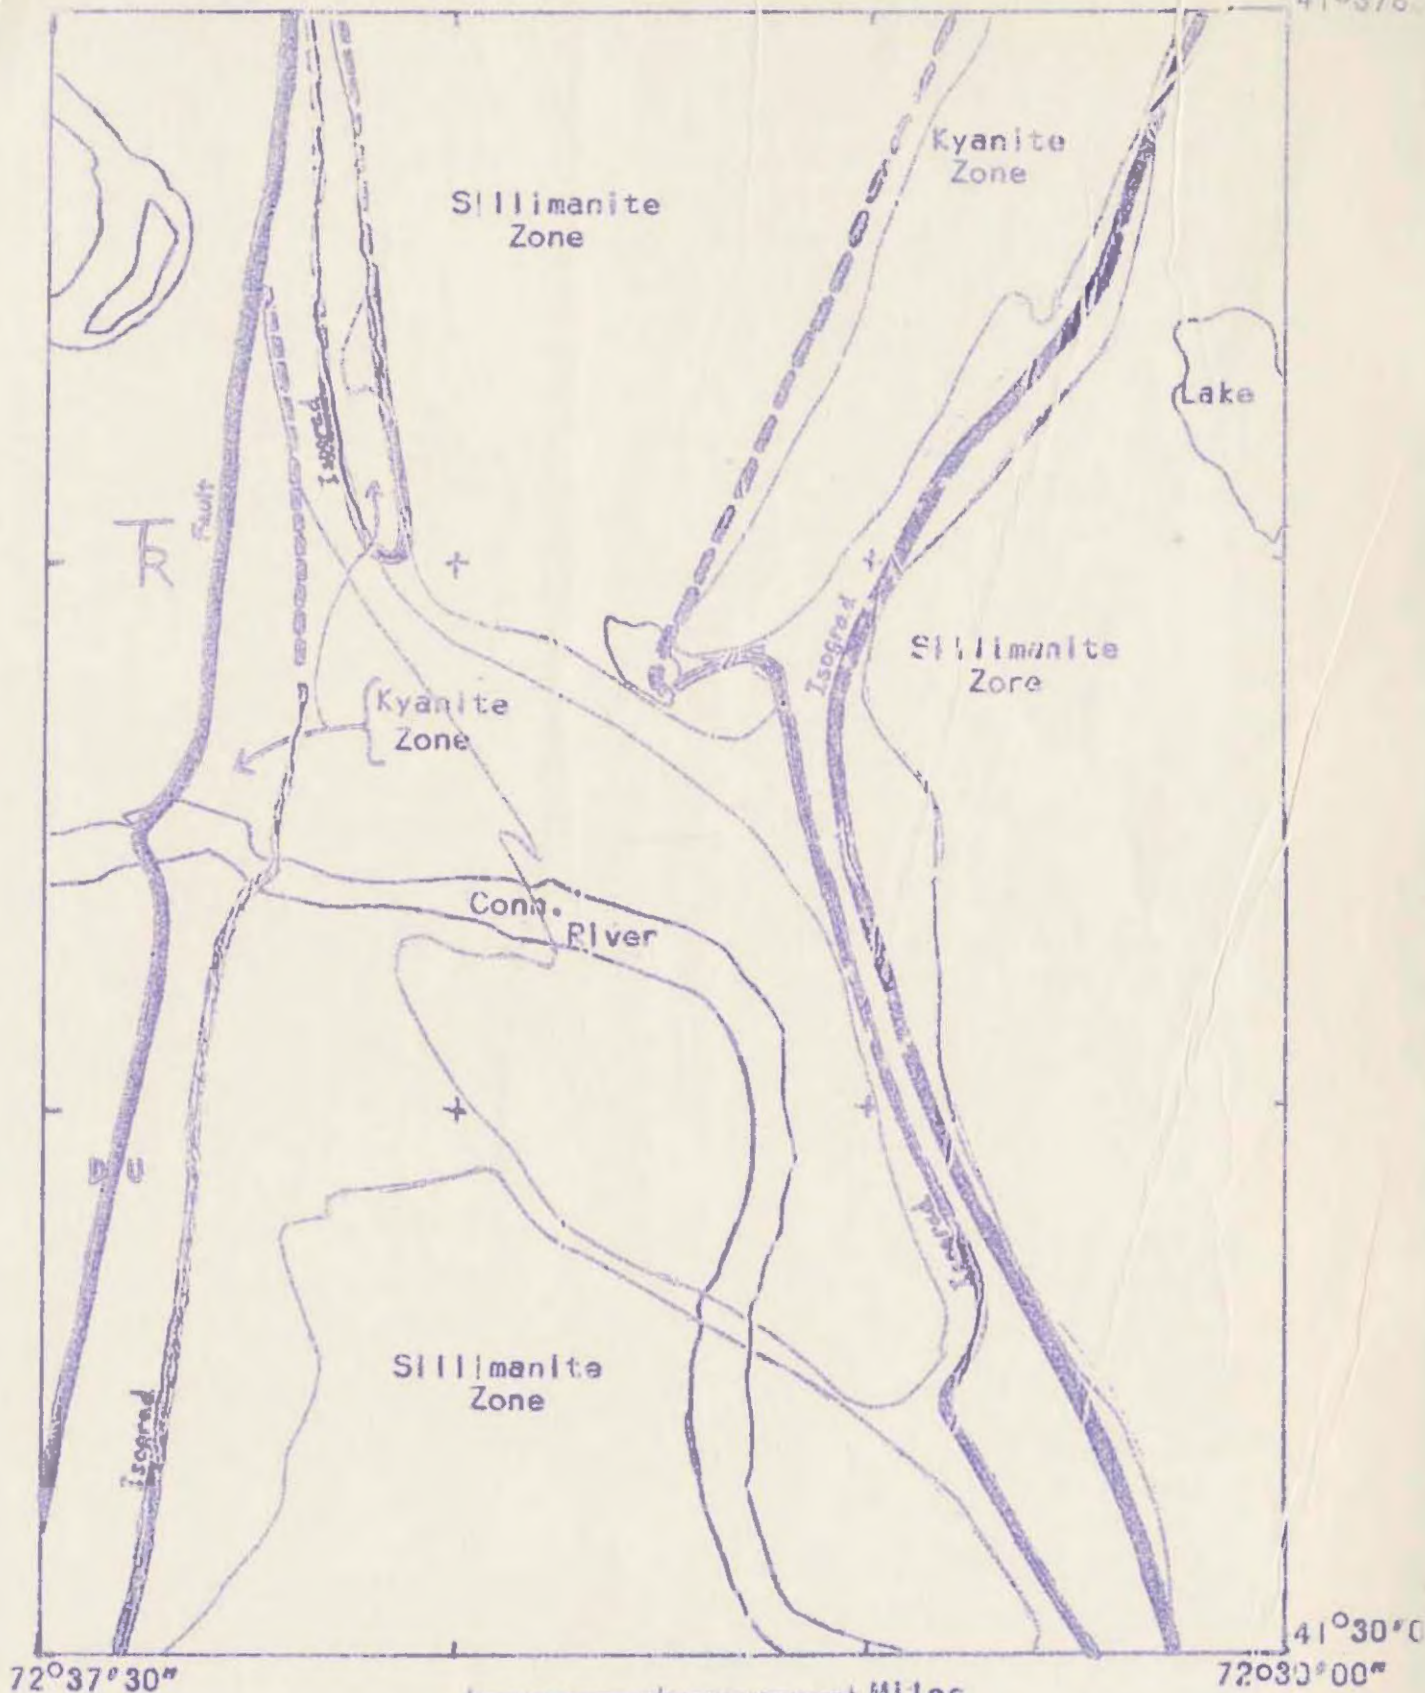 Kyanite
Zone
Sillimanite
Zone
Lake
Isograd
Fault
TR
Isograd
Sillimanite
Zore
Kyanite
Zone
Conn.
River
D U
Isograd
Sillimanite
Zone
Isograd
41°30'0
72°37'30"
72°30'00"
Miles